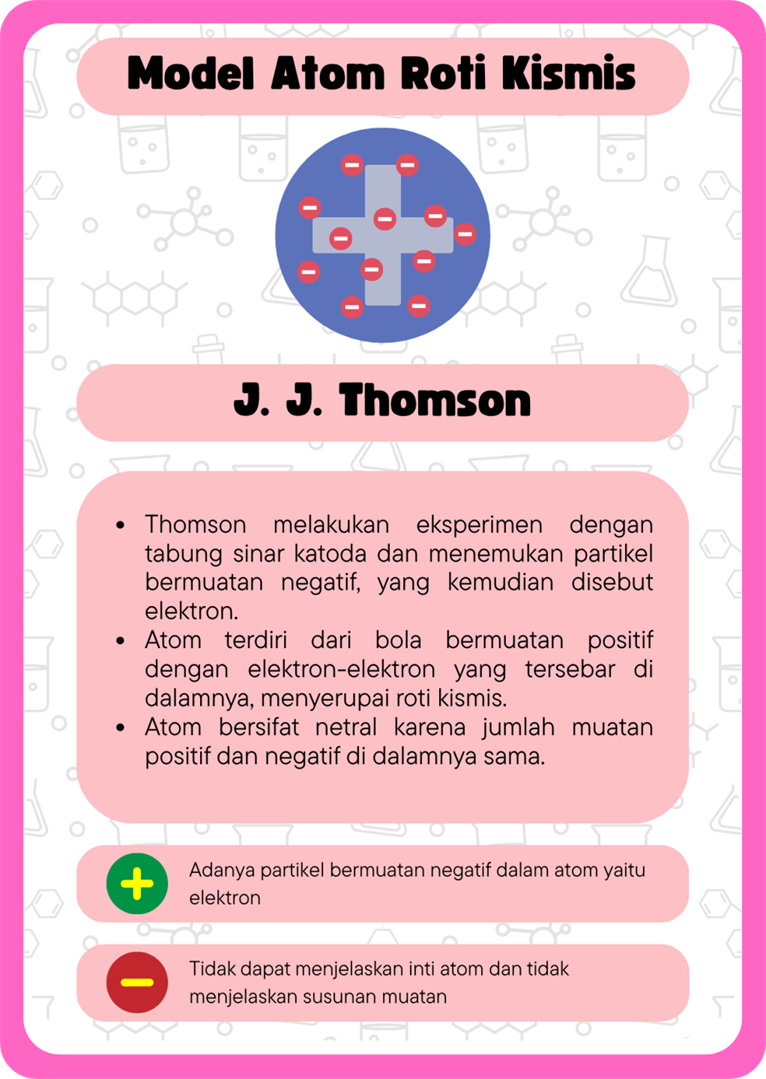 Model Atom Roti Kismis
J. J. Thomson
• Thomson melakukan eksperimen dengan
tabung sinar katoda dan menemukan partikel
bermuatan negatif, yang kemudian disebut
elektron.
• Atom terdiri dari bola bermuatan positif
dengan elektron-elektron yang tersebar di
dalamnya, menyerupai roti kismis.
• Atom bersifat netral karena jumlah muatan
positif dan negatif di dalamnya sama.
Adanya partikel bermuatan negatif dalam atom yaitu
elektron
Tidak dapat menjelaskan inti atom dan tidak
menjelaskan susunan muatan